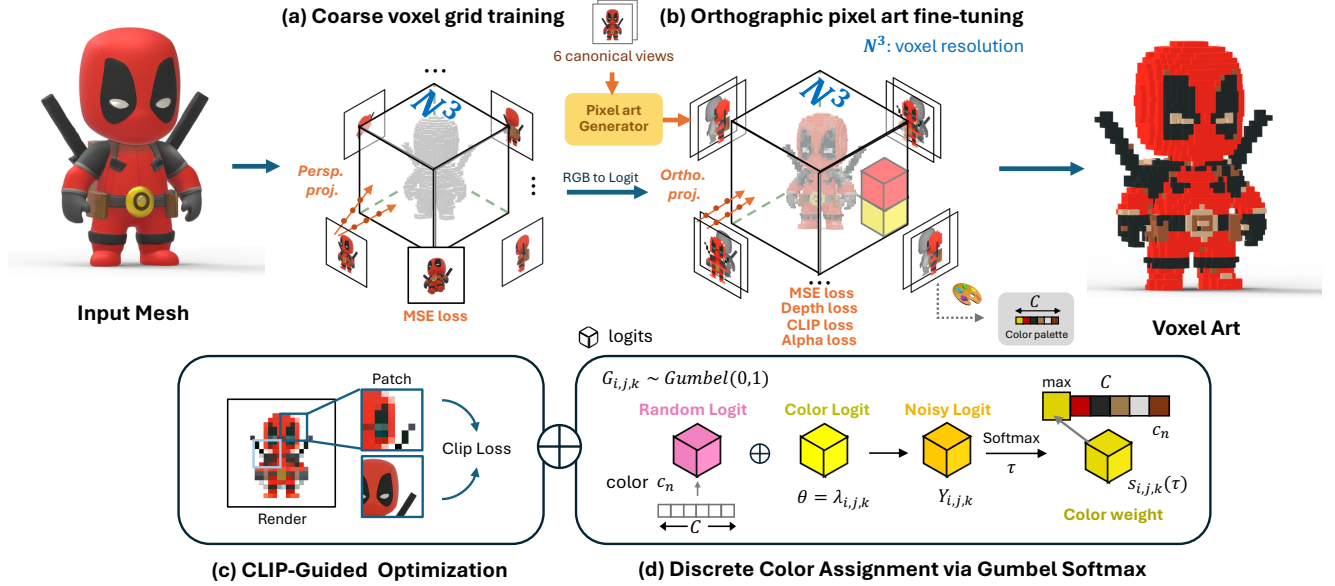 (a) Coarse voxel grid training
(b) Orthographic pixel art fine-tuning
6 canonical views
N³: voxel resolution
...
N³
Pixel art
Generator
N³
Persp.
proj.
...
RGB to Logit
Ortho.
proj.
Input Mesh
MSE loss
...
MSE loss
Depth loss
CLIP loss
Alpha loss
C
Color palette
Voxel Art
logits
Patch
Clip Loss
Render
G_{i,j,k} ~ Gumbel(0,1)
Random Logit
Color Logit
Noisy Logit
max
C
c_n
Softmax
τ
color c_n
C
θ = λ_{i,j,k}
Y_{i,j,k}
s_{i,j,k}(τ)
Color weight
(c) CLIP-Guided Optimization
(d) Discrete Color Assignment via Gumbel Softmax